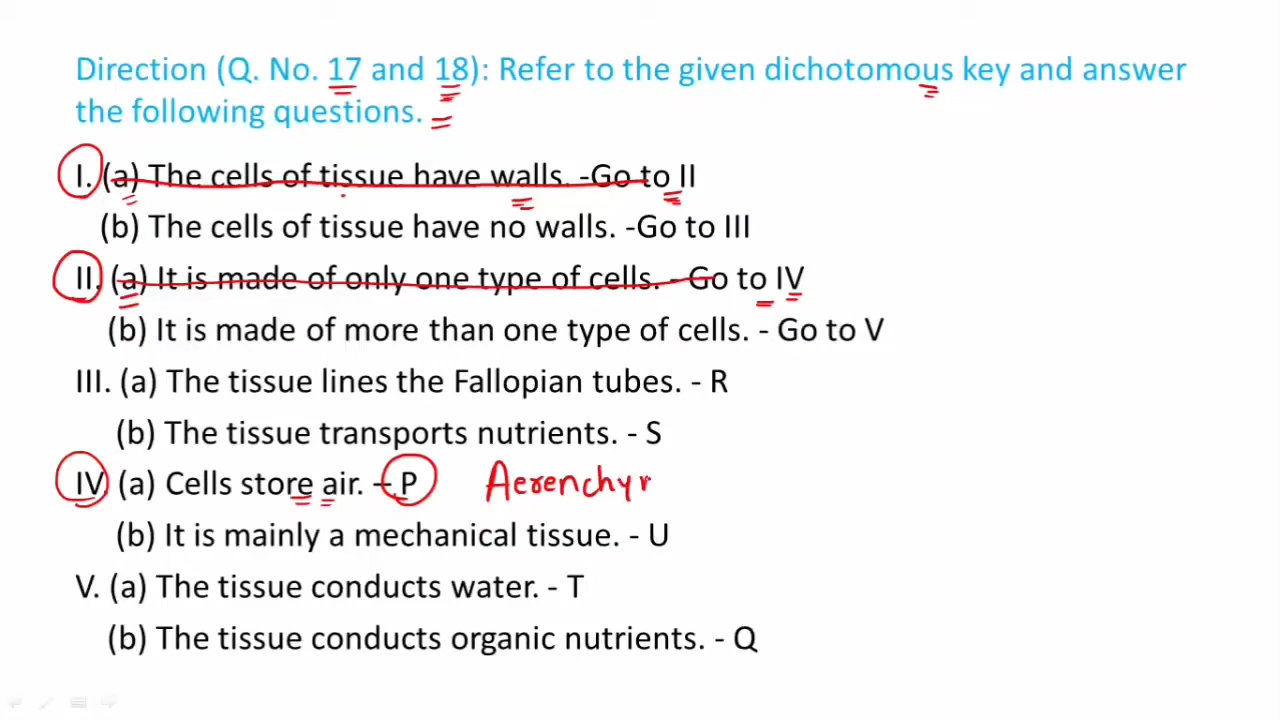 Direction (Q. No. 17 and 18): Refer to the given dichotomous key and answer
the following questions.
I. (a) The cells of tissue have walls. -Go to II
(b) The cells of tissue have no walls. -Go to III
II. (a) It is made of only one type of cells. - Go to IV
(b) It is made of more than one type of cells. - Go to V
III. (a) The tissue lines the Fallopian tubes. - R
(b) The tissue transports nutrients. - S
IV. (a) Cells store air. – P Aerenchy
(b) It is mainly a mechanical tissue. - U
V. (a) The tissue conducts water. - T
(b) The tissue conducts organic nutrients. - Q